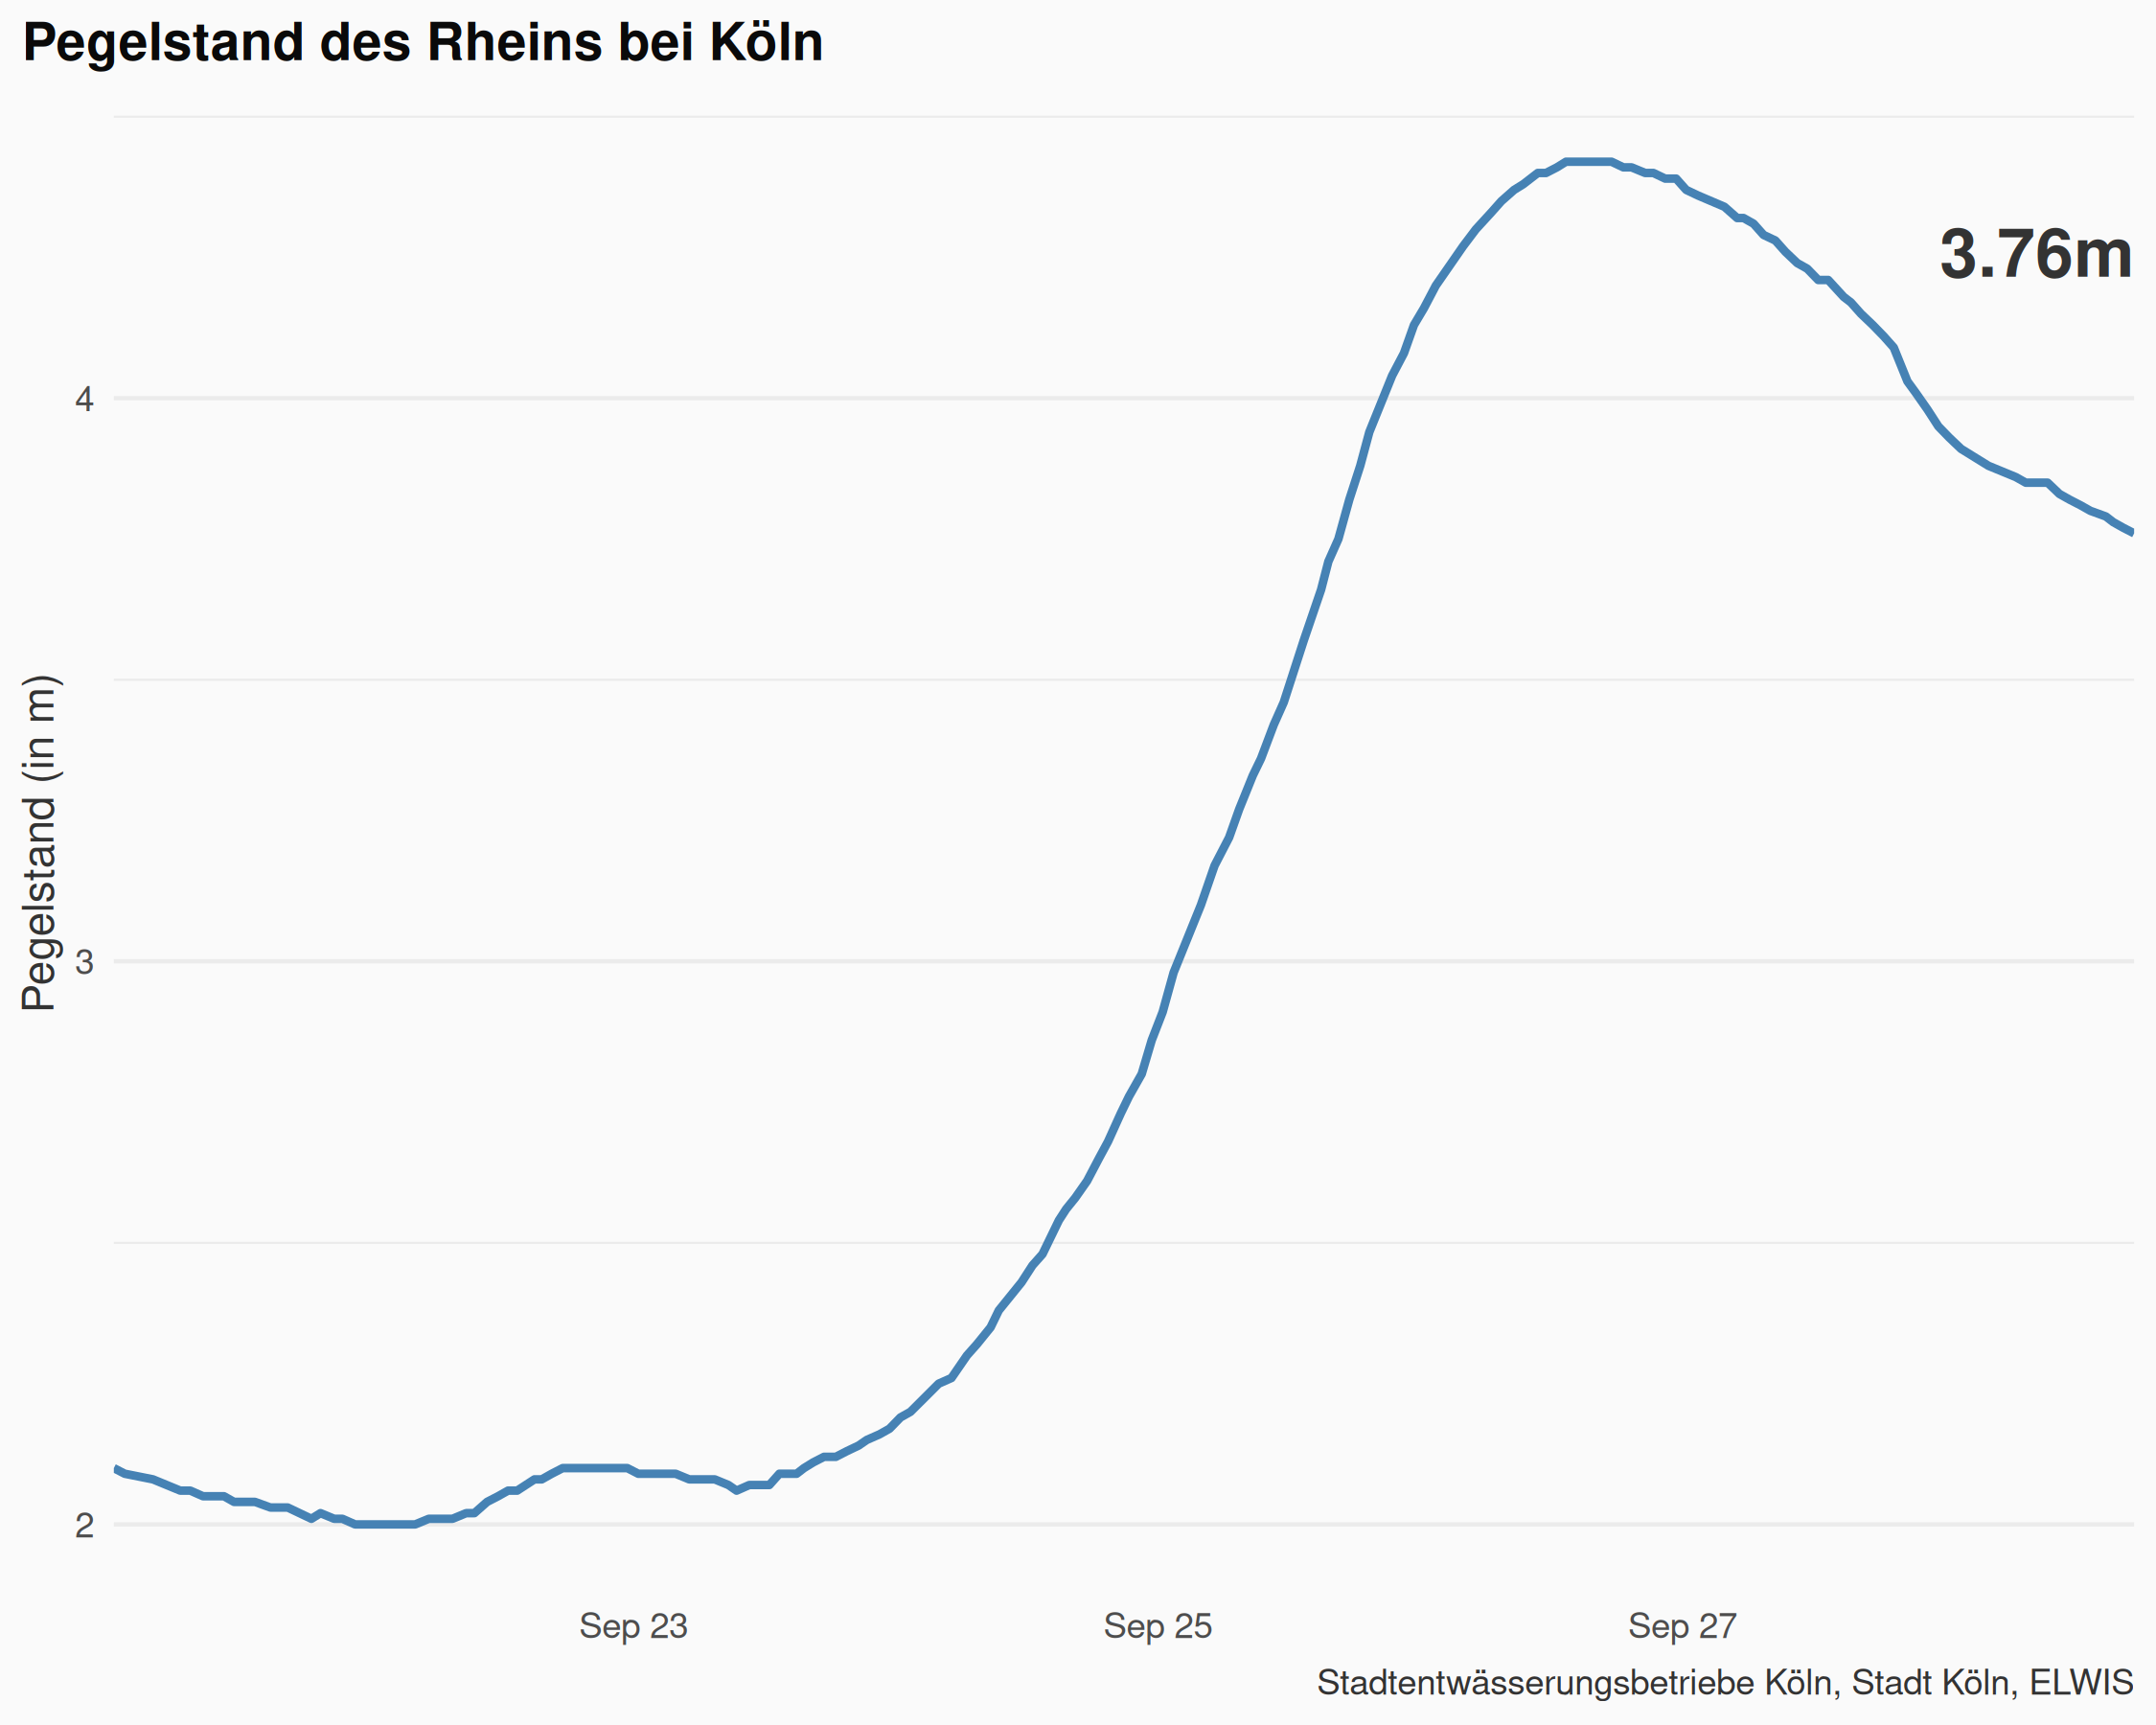 Pegelstand des Rheins bei Köln
3.76m
4
3
2
Pegelstand (in m)
Sep 23
Sep 25
Sep 27
Stadtentwässerungsbetriebe Köln, Stadt Köln, ELWIS